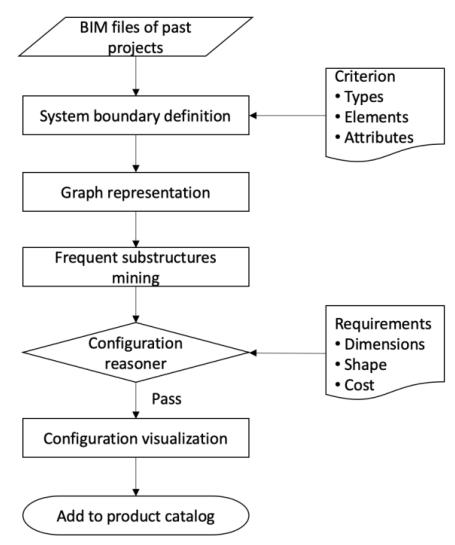 BIM files of past
projects
System boundary definition
Criterion
• Types
• Elements
• Attributes
Graph representation
Frequent substructures
mining
Configuration
reasoner
Requirements
• Dimensions
• Shape
• Cost
Pass
Configuration visualization
Add to product catalog